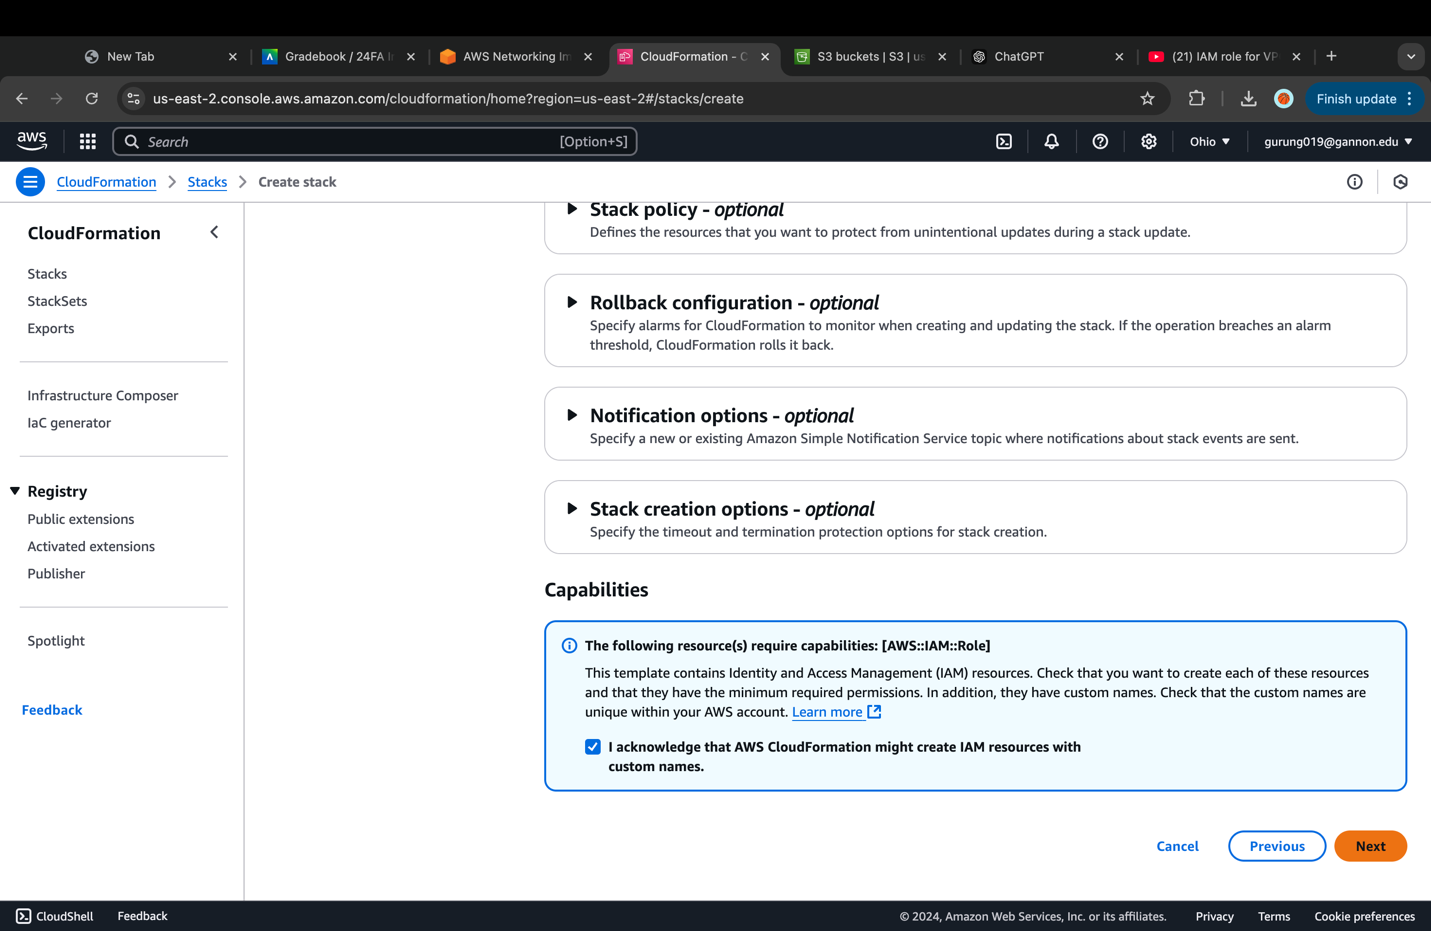 New Tab
Gradebook / 24FA I
AWS Networking Im
CloudFormation - C
S3 buckets | S3 | us
ChatGPT
(21) IAM role for VP
us-east-2.console.aws.amazon.com/cloudformation/home?region=us-east-2#/stacks/create
Finish update
aws
Search
[Option+S]
Ohio
gurung019@gannon.edu
CloudFormation
Stacks
Create stack
CloudFormation
Stacks
StackSets
Exports
Infrastructure Composer
IaC generator
Registry
Public extensions
Activated extensions
Publisher
Spotlight
Feedback
Stack policy - optional
Defines the resources that you want to protect from unintentional updates during a stack update.
Rollback configuration - optional
Specify alarms for CloudFormation to monitor when creating and updating the stack. If the operation breaches an alarm
threshold, CloudFormation rolls it back.
Notification options - optional
Specify a new or existing Amazon Simple Notification Service topic where notifications about stack events are sent.
Stack creation options - optional
Specify the timeout and termination protection options for stack creation.
Capabilities
The following resource(s) require capabilities: [AWS::IAM::Role]
This template contains Identity and Access Management (IAM) resources. Check that you want to create each of these resources
and that they have the minimum required permissions. In addition, they have custom names. Check that the custom names are
unique within your AWS account. Learn more
I acknowledge that AWS CloudFormation might create IAM resources with
custom names.
Cancel
Previous
Next
CloudShell
Feedback
© 2024, Amazon Web Services, Inc. or its affiliates.
Privacy
Terms
Cookie preferences